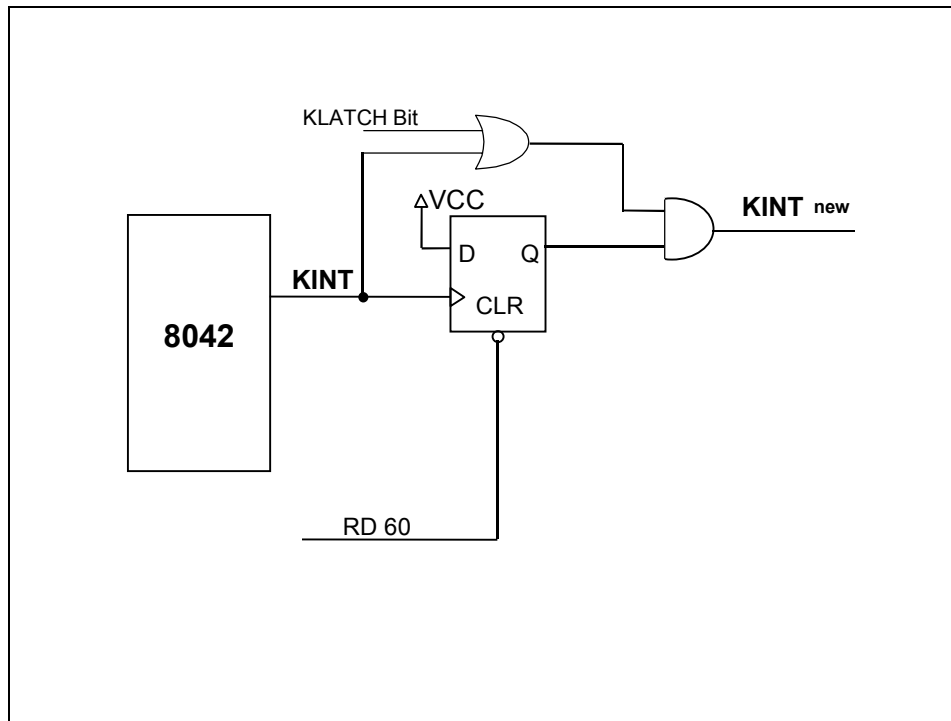 KLATCH Bit
VCC
KINT new
D Q
KINT
CLR
8042
RD 60